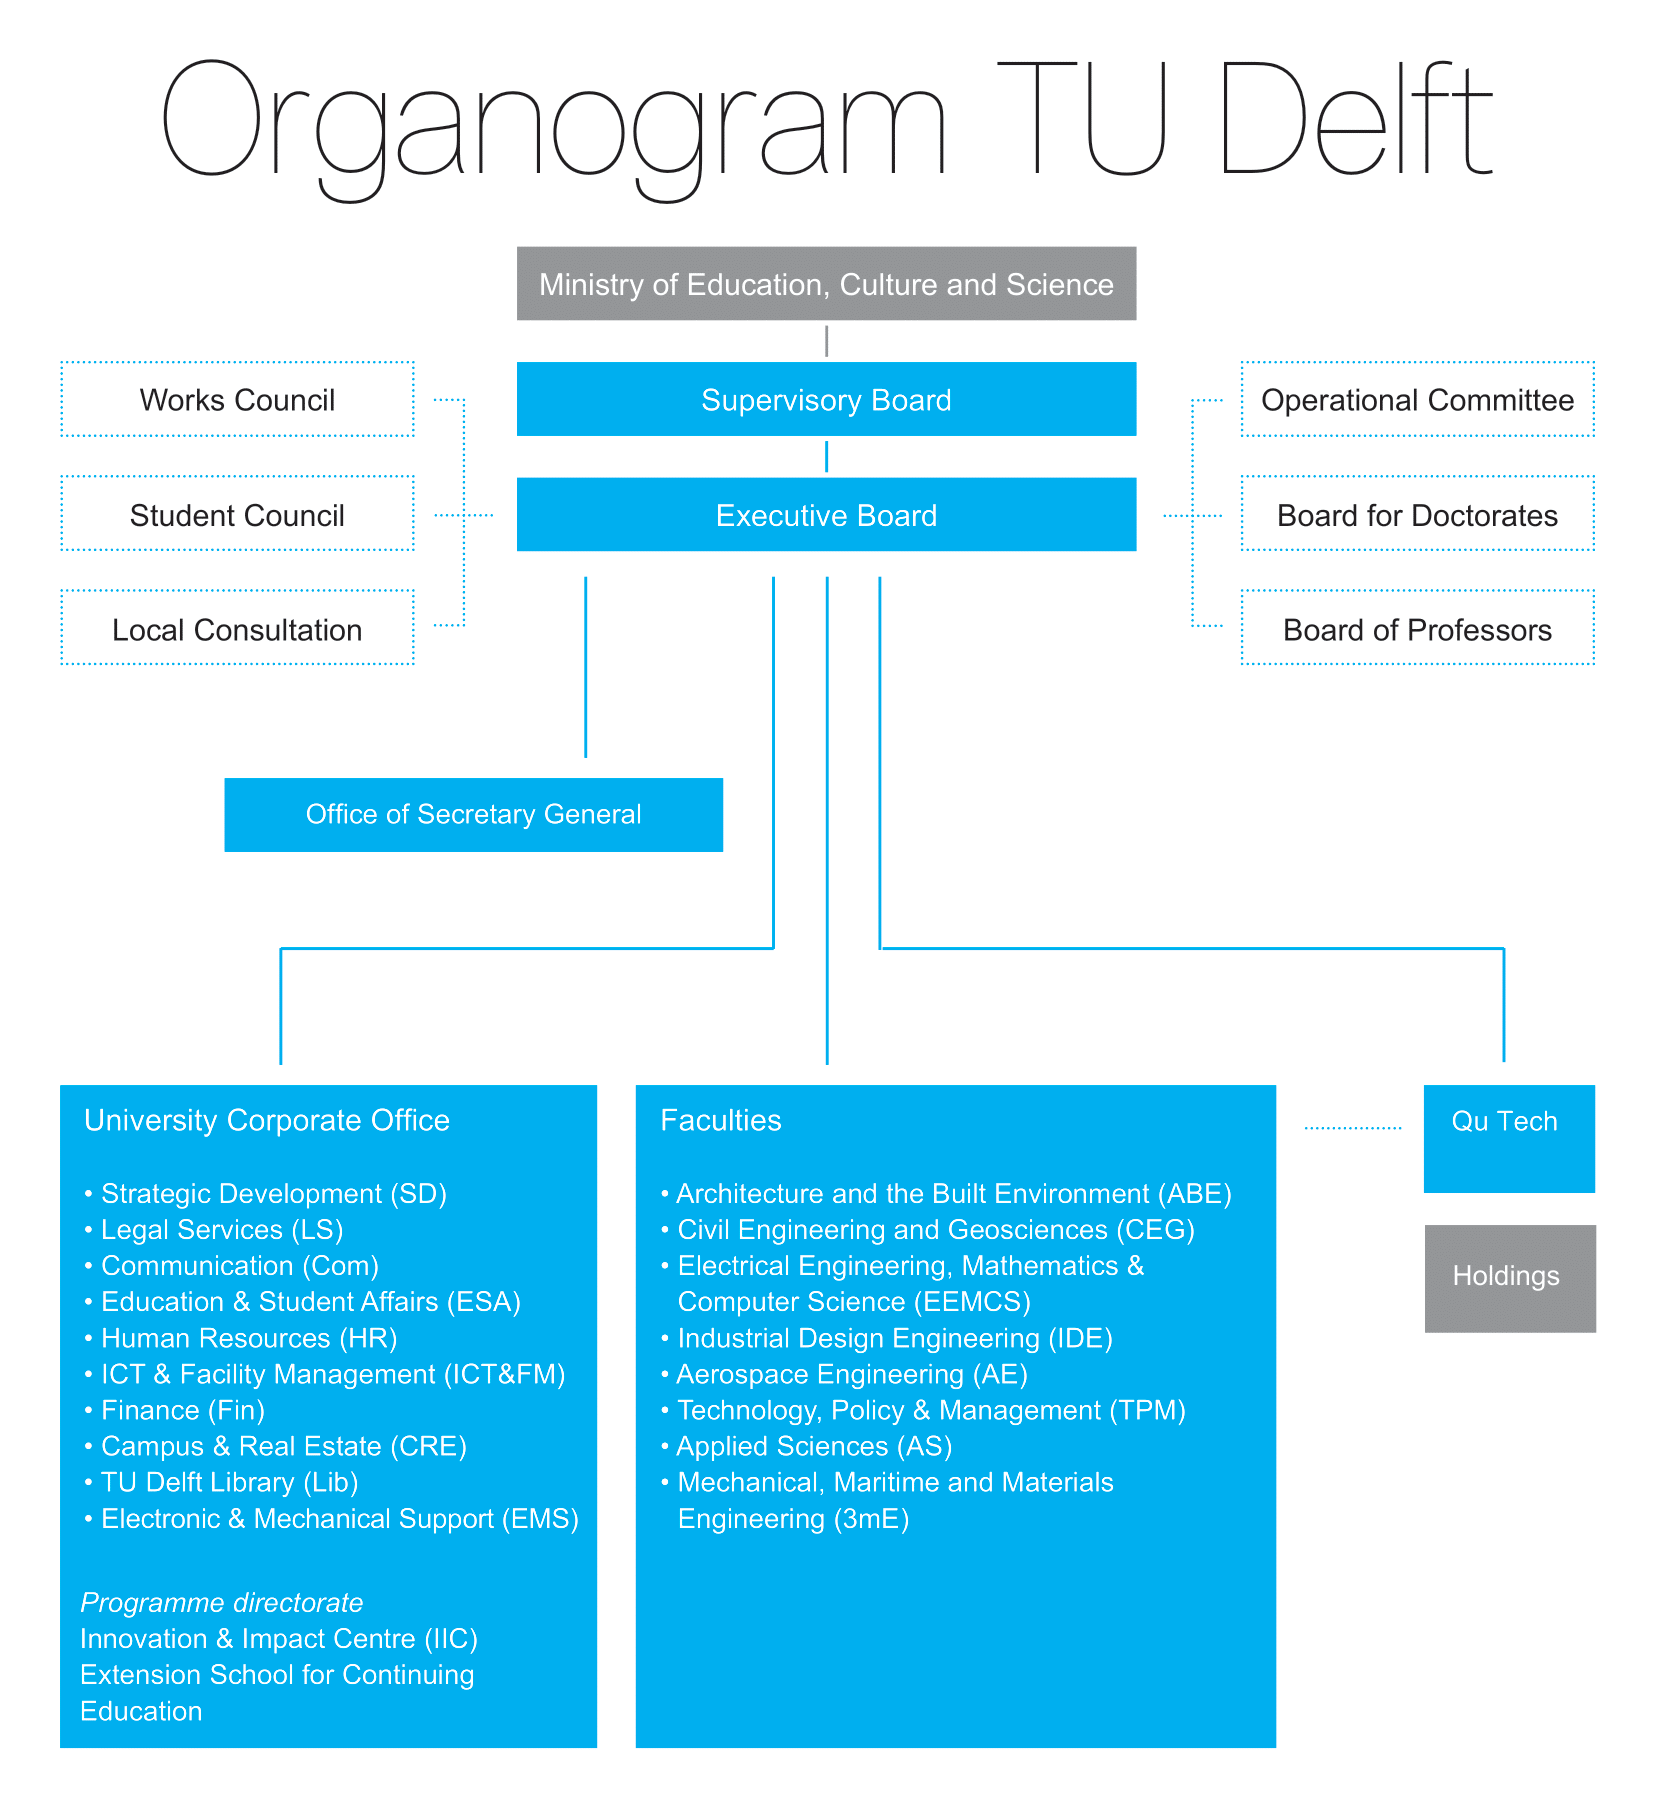 Organogram TU Delft
Ministry of Education, Culture and Science
Works Council
Supervisory Board
Operational Committee
Student Council
Executive Board
Board for Doctorates
Local Consultation
Board of Professors
Office of Secretary General
University Corporate Office
• Strategic Development (SD)
• Legal Services (LS)
• Communication (Com)
• Education & Student Affairs (ESA)
• Human Resources (HR)
• ICT & Facility Management (ICT&FM)
• Finance (Fin)
• Campus & Real Estate (CRE)
• TU Delft Library (Lib)
• Electronic & Mechanical Support (EMS)
Programme directorate
Innovation & Impact Centre (IIC)
Extension School for Continuing
Education
Faculties
• Architecture and the Built Environment (ABE)
• Civil Engineering and Geosciences (CEG)
• Electrical Engineering, Mathematics &
Computer Science (EEMCS)
• Industrial Design Engineering (IDE)
• Aerospace Engineering (AE)
• Technology, Policy & Management (TPM)
• Applied Sciences (AS)
• Mechanical, Maritime and Materials
Engineering (3mE)
Qu Tech
Holdings